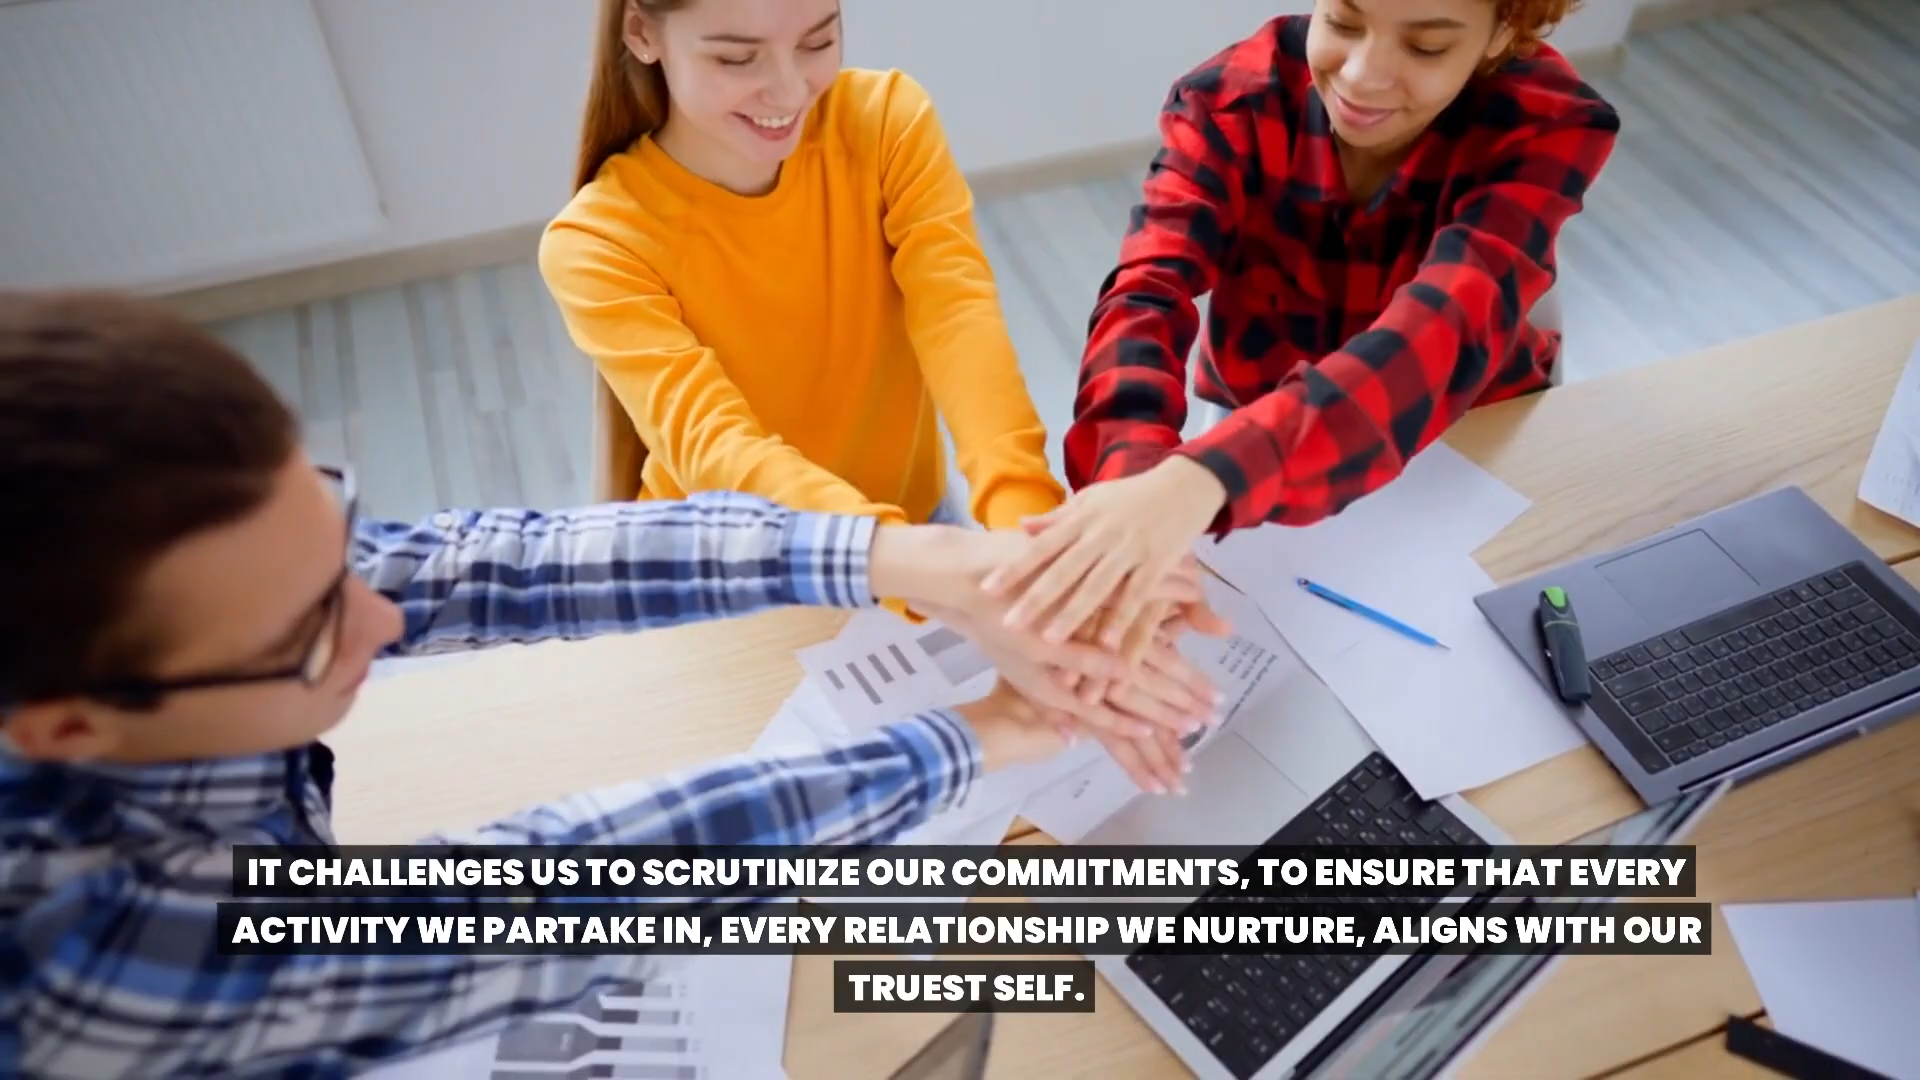 IT CHALLENGES US TO SCRUTINIZE OUR COMMITMENTS, TO ENSURE THAT EVERY
ACTIVITY WE PARTAKE IN, EVERY RELATIONSHIP WE NURTURE, ALIGNS WITH OUR
TRUEST SELF.